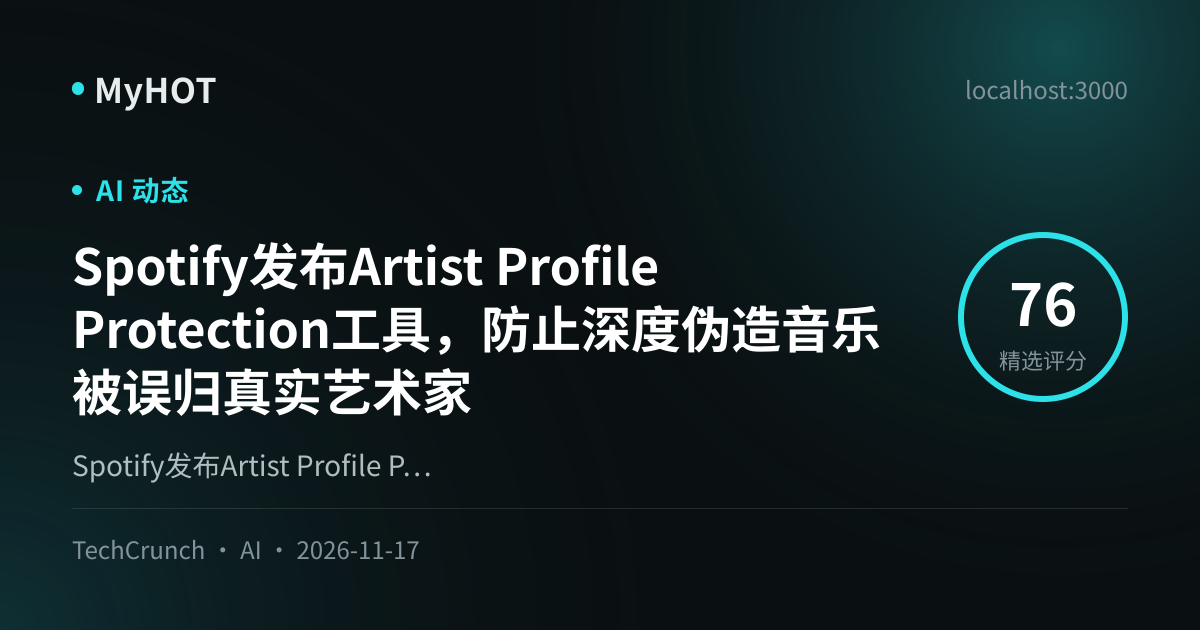 MyHOT
localhost:3000
AI 动态
Spotify发布Artist Profile
Protection工具，防止深度伪造音乐
被误归真实艺术家
76
精选评分
Spotify发布Artist Profile P…
TechCrunch · AI · 2026-11-17